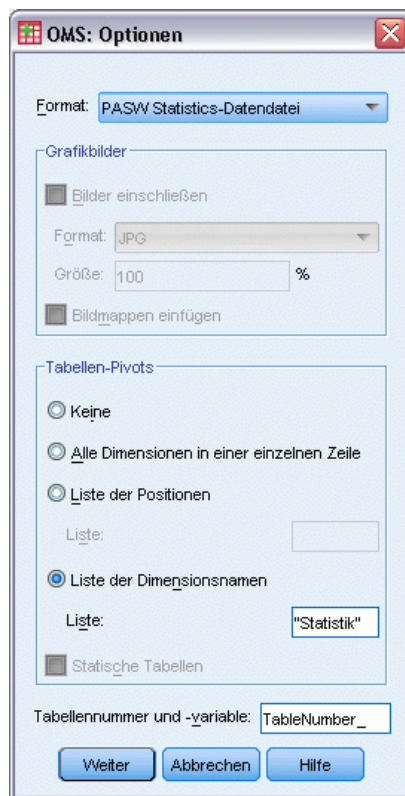 OMS: Optionen
Format: PASW Statistics-Datendatei
Grafikbilder
Bilder einschließen
Format: JPG
Größe: 100 %
Bildmappen einfügen
Tabellen-Pivots
Keine
Alle Dimensionen in einer einzelnen Zeile
Liste der Positionen
Liste:
Liste der Dimensionsnamen
Liste: "Statistik"
Statische Tabellen
Tabellennummer und -variable: TableNumber_
Weiter Abbrechen Hilfe